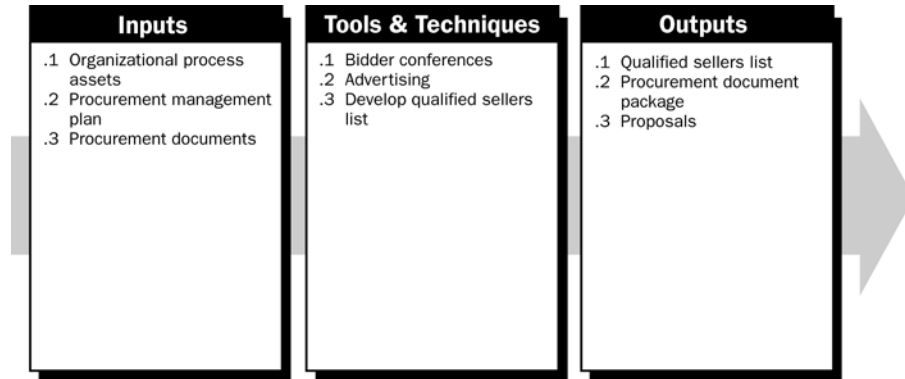 Inputs
.1 Organizational process
assets
.2 Procurement management
plan
.3 Procurement documents
Tools & Techniques
.1 Bidder conferences
.2 Advertising
.3 Develop qualified sellers
list
Outputs
.1 Qualified sellers list
.2 Procurement document
package
.3 Proposals